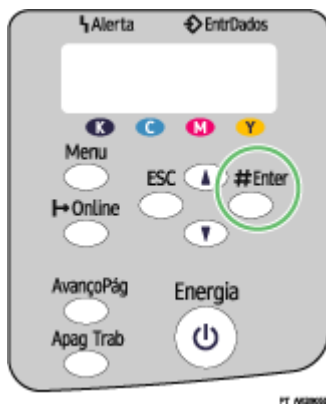 Alerta EntrDados
K C M Y
Menu
ESC #Enter
Online
AvançoPág
Energia
Apag Trab